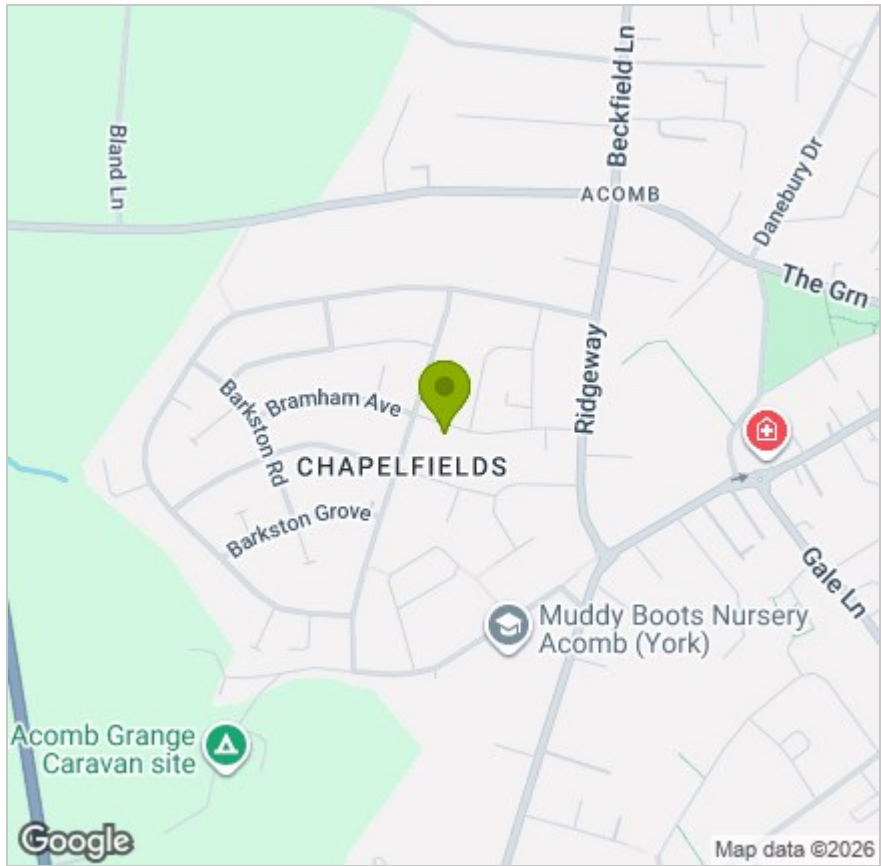 Beckfield Ln
Bland Ln
ACOMB
Danebury Dr
The Grn
Ridgeway
Bramham Ave
Barkston Rd
CHAPELFIELDS
Barkston Grove
Gale Ln
Muddy Boots Nursery
Acomb (York)
Acomb Grange
Caravan site
Google
Map data ©2026